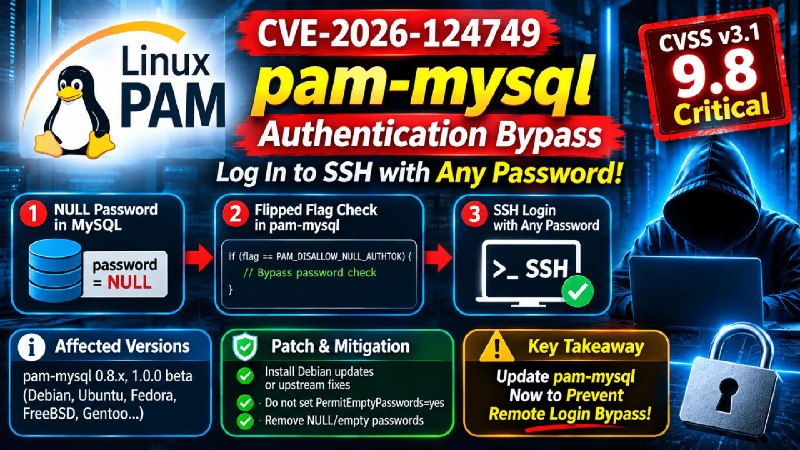 Linux
PAM
CVE-2026-124749
pam-mysql
Authentication Bypass
Log In to SSH with Any Password!
CVSS v3.1
9.8
Critical
1 NULL Password
in MySQL
password
= NULL
2 Flipped Flag Check
in pam-mysql
if (flag == PAM_DISALLOW_NULL_AUTHTOK) {
// Bypass password check
}
3 SSH Login
with Any Password
>_ SSH
i Affected Versions
pam-mysql 0.8.x, 1.0.0 beta
(Debian, Ubuntu, Fedora,
FreeBSD, Gentoo...)
Patch & Mitigation
Install Debian updates
or upstream fixes
- Do not set PermitEmptyPasswords=yes
- Remove NULL/empty passwords
! Key Takeaway
Update pam-mysql
Now to Prevent
Remote Login Bypass!